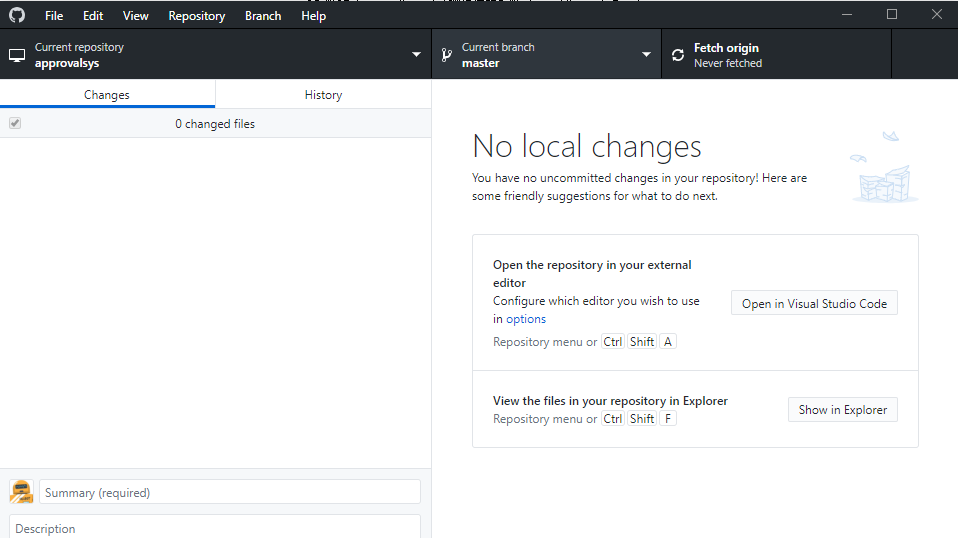 File Edit View Repository Branch Help
Current repository
approvalsys
Current branch
master
Fetch origin
Never fetched
Changes
History
0 changed files
No local changes
You have no uncommitted changes in your repository! Here are
some friendly suggestions for what to do next.
Open the repository in your external
editor
Configure which editor you wish to use
in options
Repository menu or Ctrl Shift A
Open in Visual Studio Code
View the files in your repository in Explorer
Repository menu or Ctrl Shift F
Show in Explorer
Summary (required)
Description